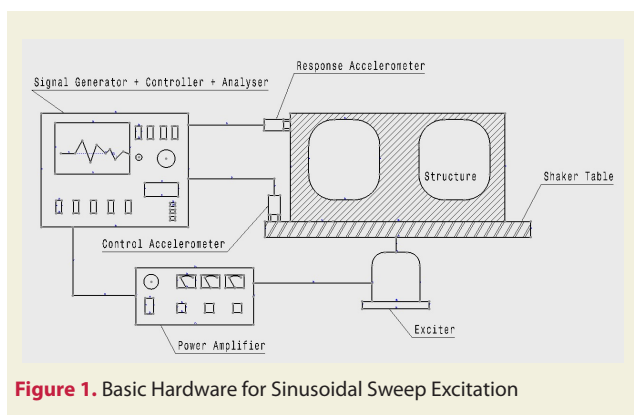 Response Accelerometer
Signal Generator + Controller + Analyser
Structure
Shaker Table
Control Accelerometer
Exciter
Power Amplifier
Figure 1. Basic Hardware for Sinusoidal Sweep Excitation